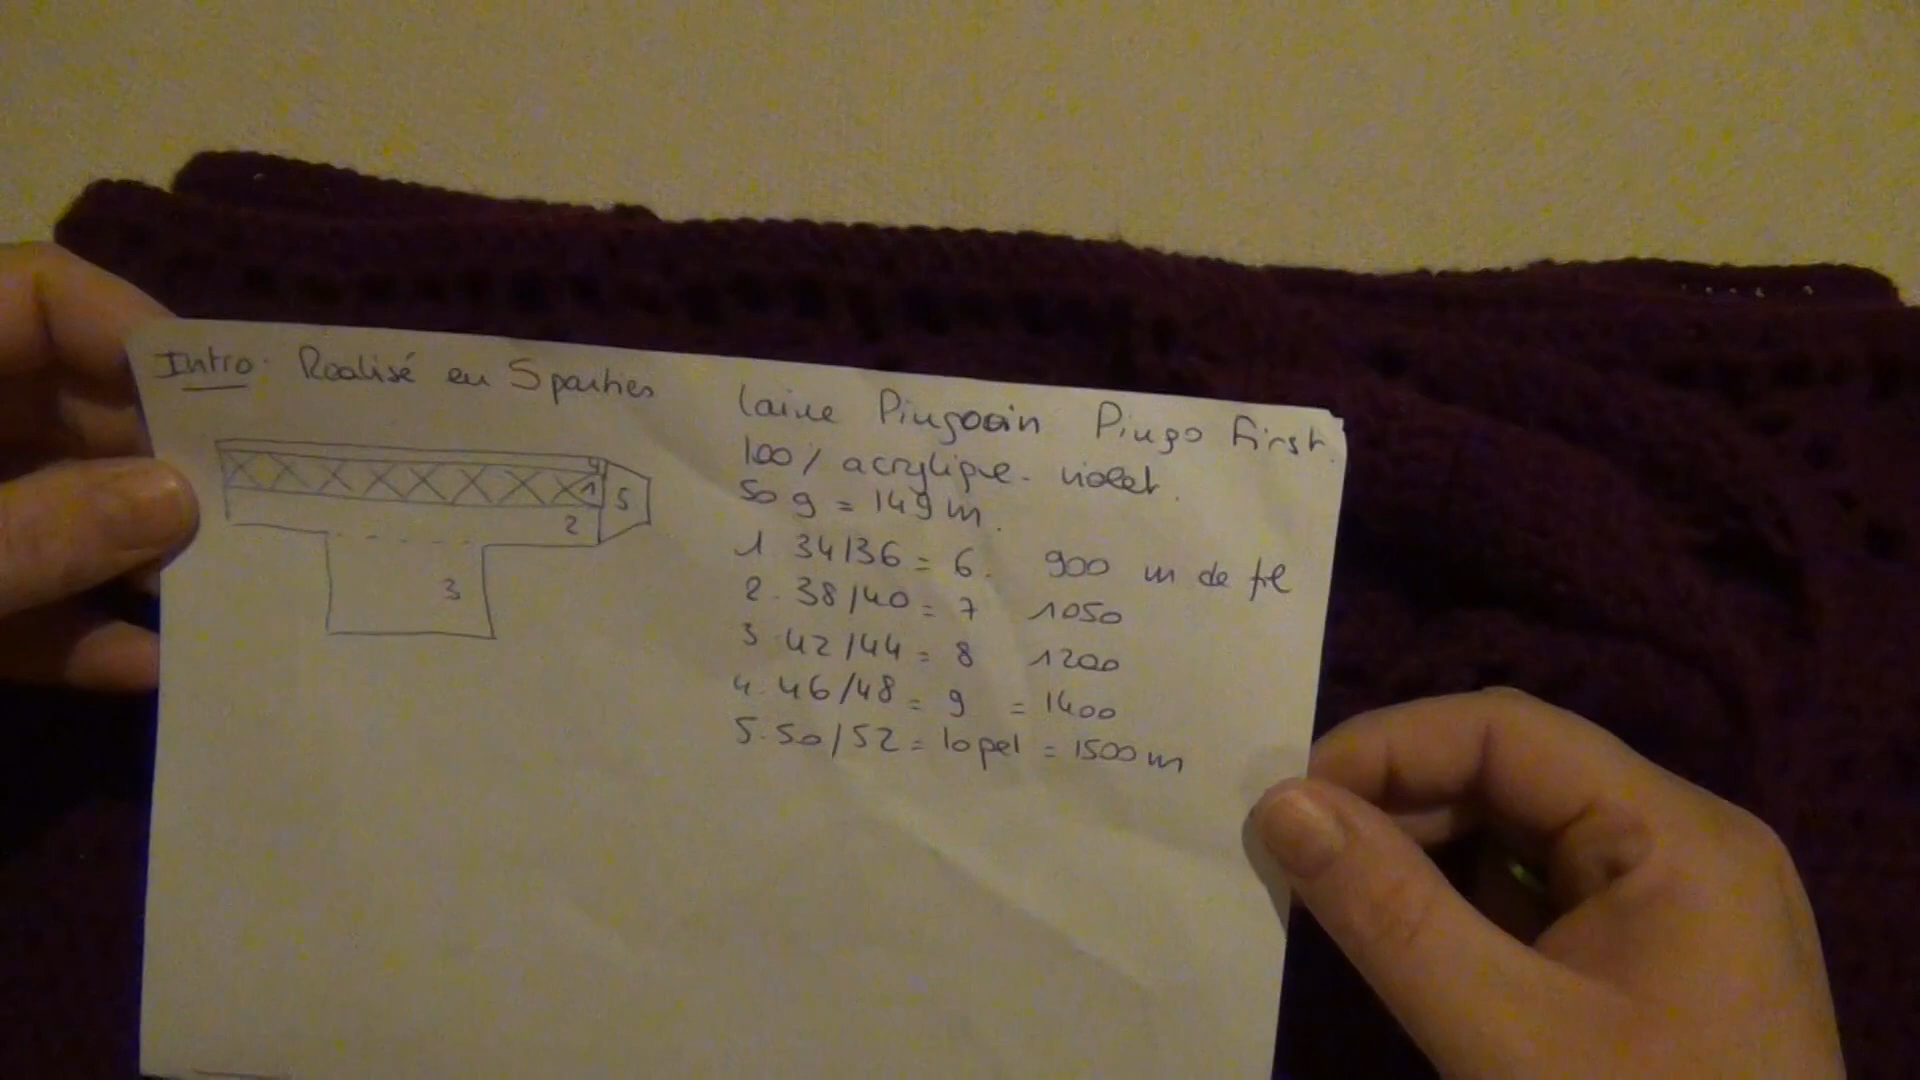 Intro. Realisé en 5 parties
4
1
5
2
3
laine Pingouin Pingo First.
100% acrylique. violet.
50 g = 149 m.
1 34/36 = 6. 900 m de fil
2. 38/40 = 7 1050
3 42/44 = 8 1200
4. 46/48 = 9 = 1400
5. 50/52 = 10 pel = 1500 m